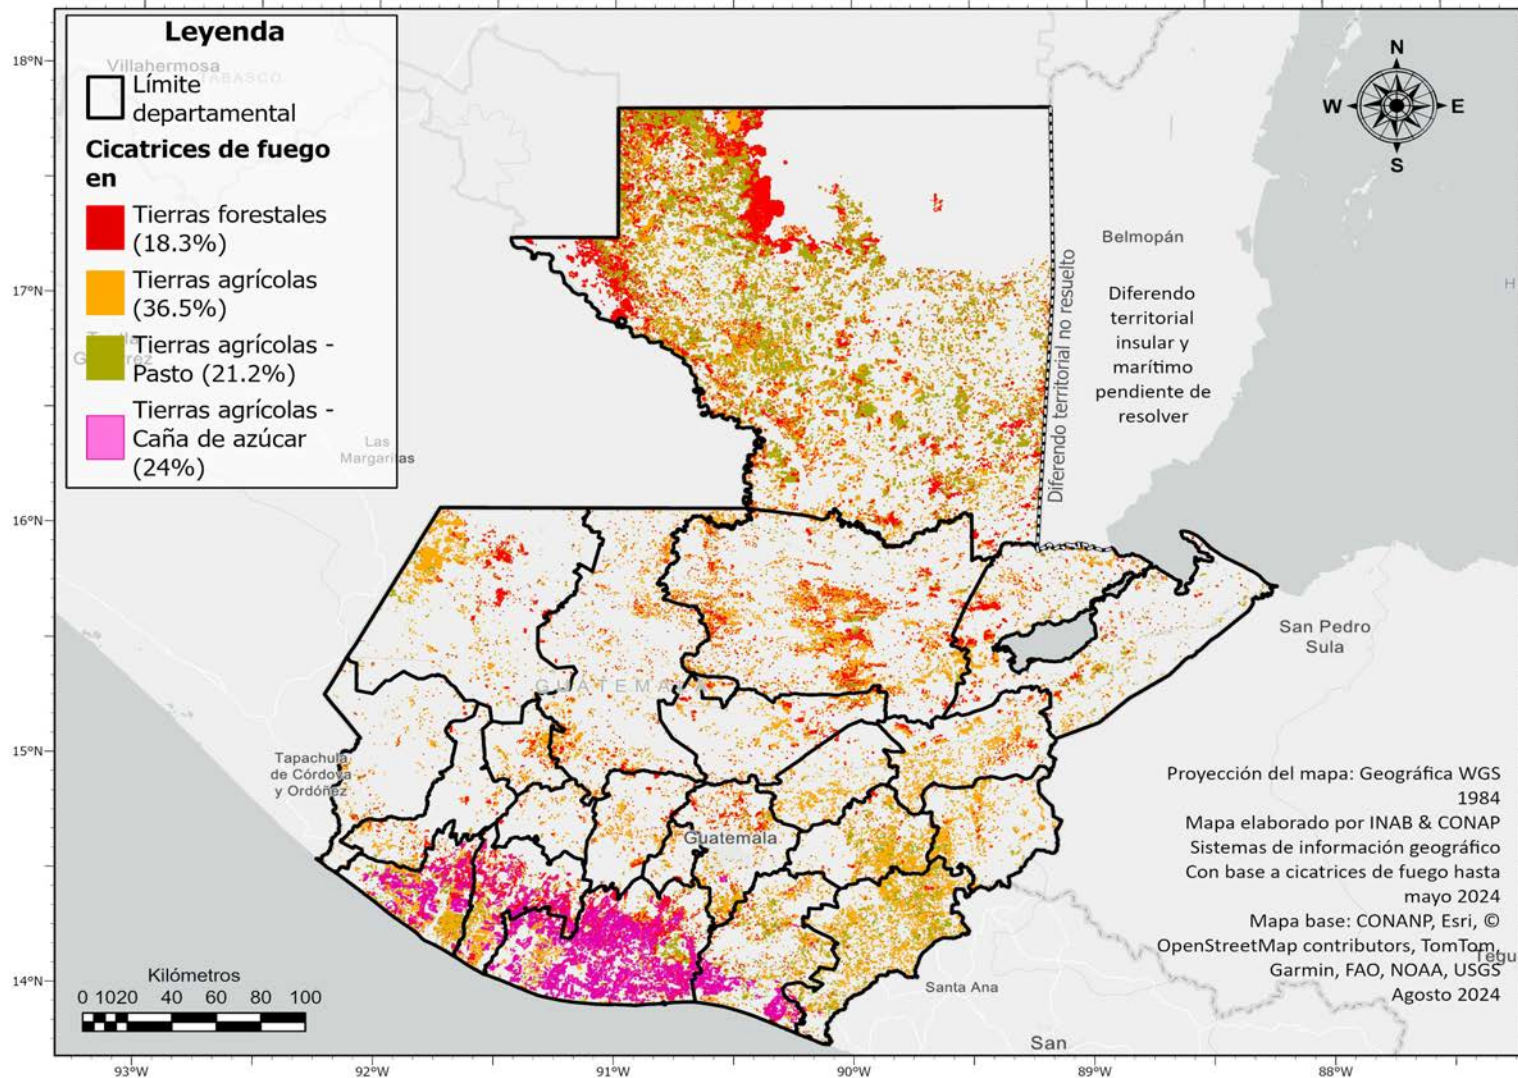 Leyenda
Villahermosa
TABASCO
Límite
departamental
Cicatrices de fuego
en
Tierras forestales
(18.3%)
Tierras agrícolas
(36.5%)
Tierras agrícolas -
Pasto (21.2%)
Tierras agrícolas -
Caña de azúcar
(24%)
Las
Margaritas
N
W
E
S
Belmopán
H
Diferendo territorial no resuelto
Diferendo
territorial
insular y
marítimo
pendiente de
resolver
San Pedro
Sula
GUATEMALA
Tapachula
de Córdova
y Ordóñez
Guatemala
Proyección del mapa: Geográfica WGS
1984
Mapa elaborado por INAB & CONAP
Sistemas de información geográfico
Con base a cicatrices de fuego hasta
mayo 2024
Mapa base: CONANP, Esri, ©
OpenStreetMap contributors, TomTom,
Garmin, FAO, NOAA, USGS
Agosto 2024
Tegu
Santa Ana
San
Kilómetros
0 10 20 40 60 80 100
18°N
17°N
16°N
15°N
14°N
93°W
92°W
91°W
90°W
89°W
88°W